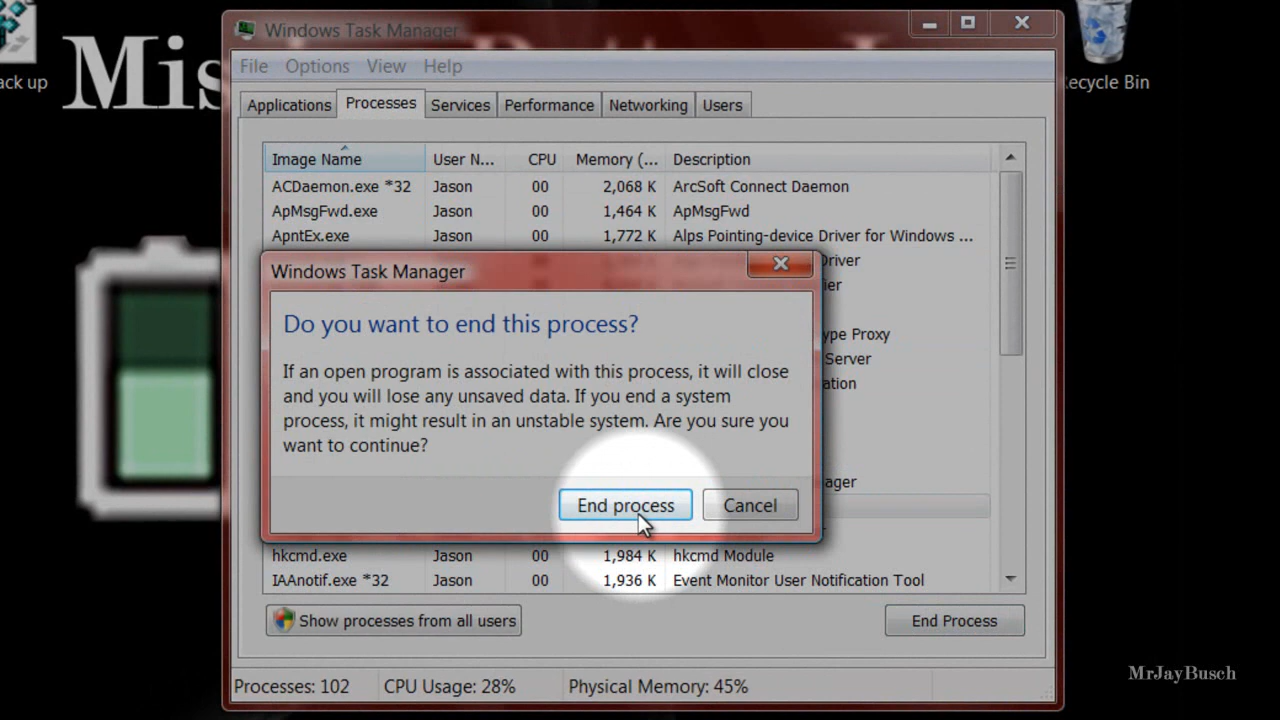 Mis
ack up
Recycle Bin
Windows Task Manager
File Options View Help
Applications Processes Services Performance Networking Users
Image Name User N... CPU Memory (... Description
ACDaemon.exe *32 Jason 00 2,068 K ArcSoft Connect Daemon
ApMsgFwd.exe Jason 00 1,464 K ApMsgFwd
ApntEx.exe Jason 00 1,772 K Alps Pointing-device Driver for Windows ...
Driver
ier
ype Proxy
Server
ation
ager
Windows Task Manager
Do you want to end this process?
If an open program is associated with this process, it will close
and you will lose any unsaved data. If you end a system
process, it might result in an unstable system. Are you sure you
want to continue?
End process Cancel
hkcmd.exe Jason 00 1,984 K hkcmd Module
IAAnotif.exe *32 Jason 00 1,936 K Event Monitor User Notification Tool
Show processes from all users End Process
Processes: 102 CPU Usage: 28% Physical Memory: 45%
MrJayBusch